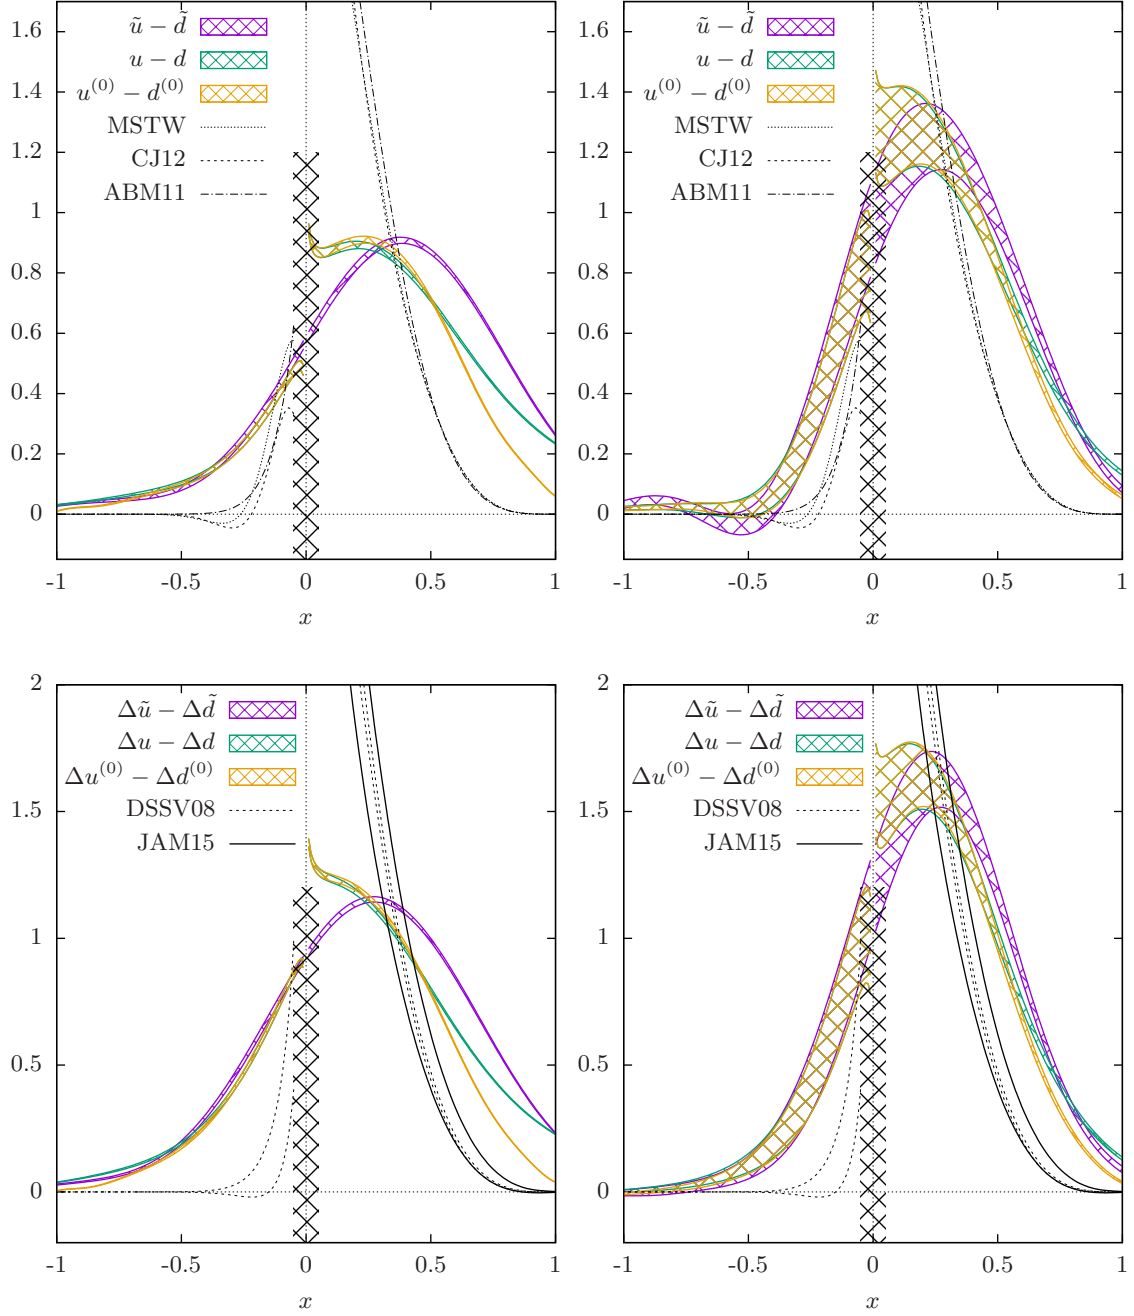 1.6
1.4
1.2
1
0.8
0.6
0.4
0.2
0
-1
-0.5
0
0.5
1
x
ũ − d̃
u − d
u⁽⁰⁾ − d⁽⁰⁾
MSTW
CJ12
ABM11
1.6
1.4
1.2
1
0.8
0.6
0.4
0.2
0
-1
-0.5
0
0.5
1
x
ũ − d̃
u − d
u⁽⁰⁾ − d⁽⁰⁾
MSTW
CJ12
ABM11
2
1.5
1
0.5
0
-1
-0.5
0
0.5
1
x
Δũ − Δd̃
Δu − Δd
Δu⁽⁰⁾ − Δd⁽⁰⁾
DSSV08
JAM15
2
1.5
1
0.5
0
-1
-0.5
0
0.5
1
x
Δũ − Δd̃
Δu − Δd
Δu⁽⁰⁾ − Δd⁽⁰⁾
DSSV08
JAM15